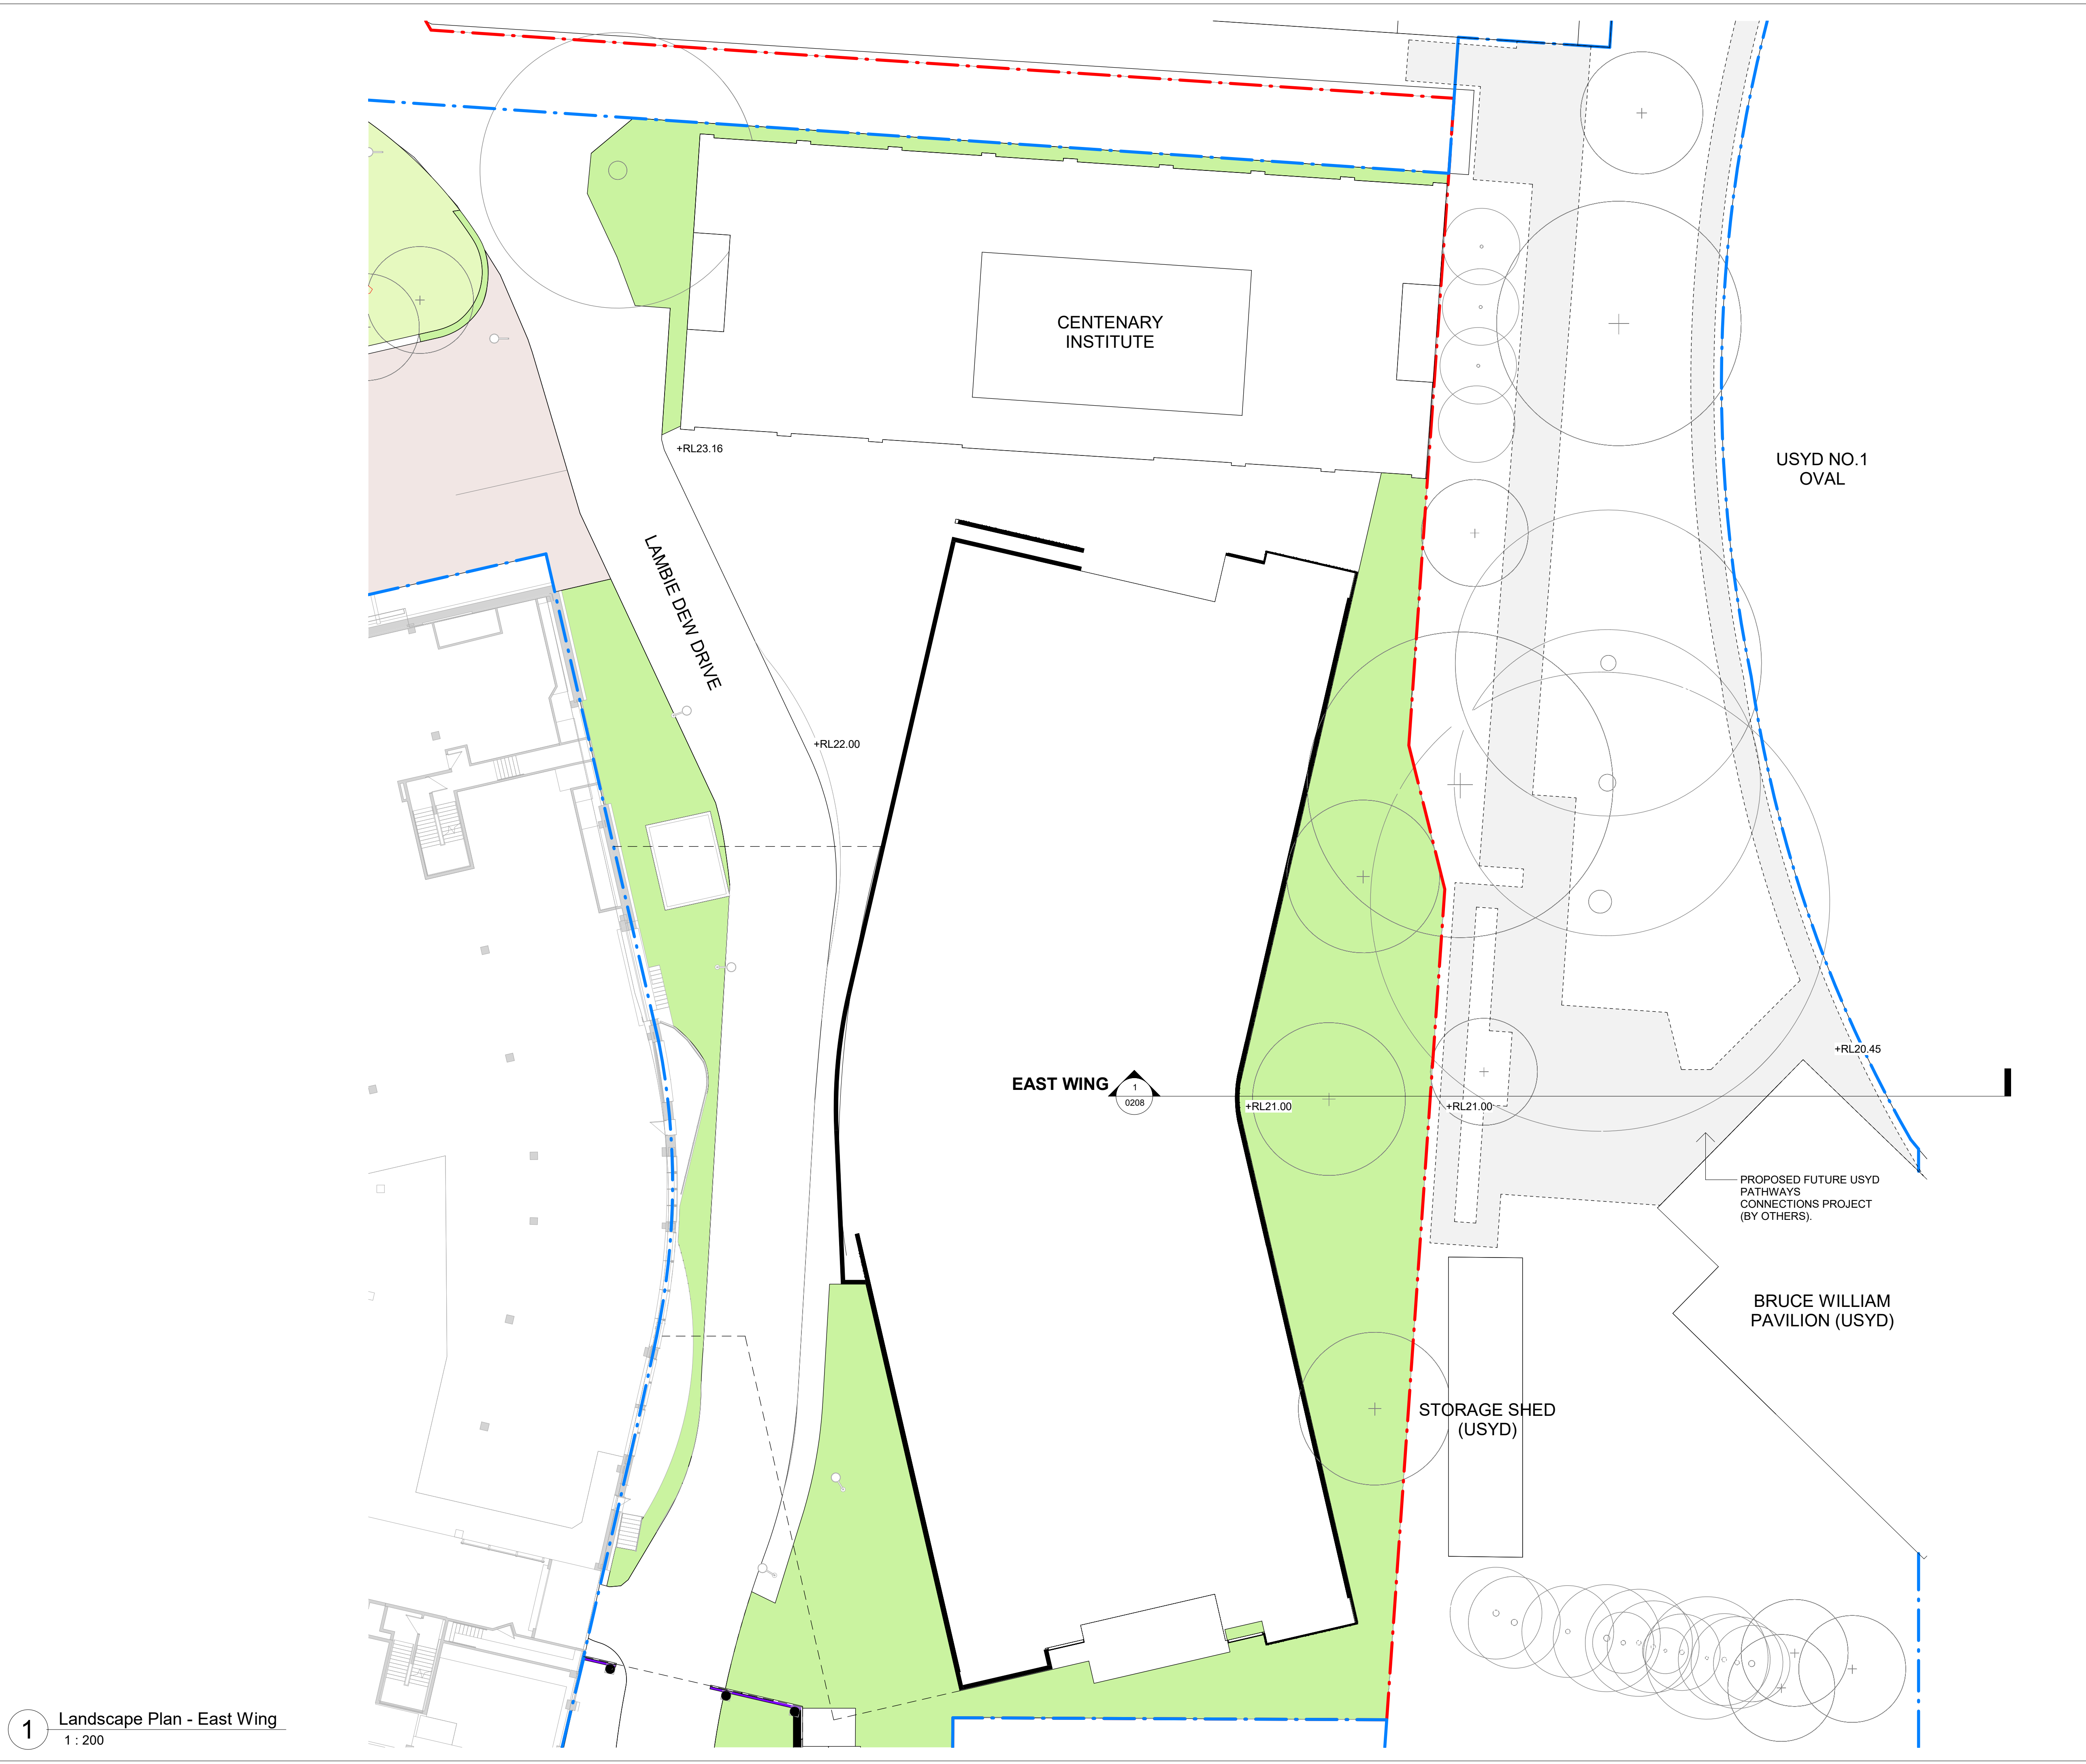 CENTENARY
INSTITUTE
USYD NO.1
OVAL
+RL23.16
LAMBIE DEW DRIVE
+RL22.00
+RL20.45
EAST WING
1
0208
+RL21.00
+RL21.00
PROPOSED FUTURE USYD
PATHWAYS
CONNECTIONS PROJECT
(BY OTHERS).
BRUCE WILLIAM
PAVILION (USYD)
STORAGE SHED
(USYD)
1
Landscape Plan - East Wing
1 : 200